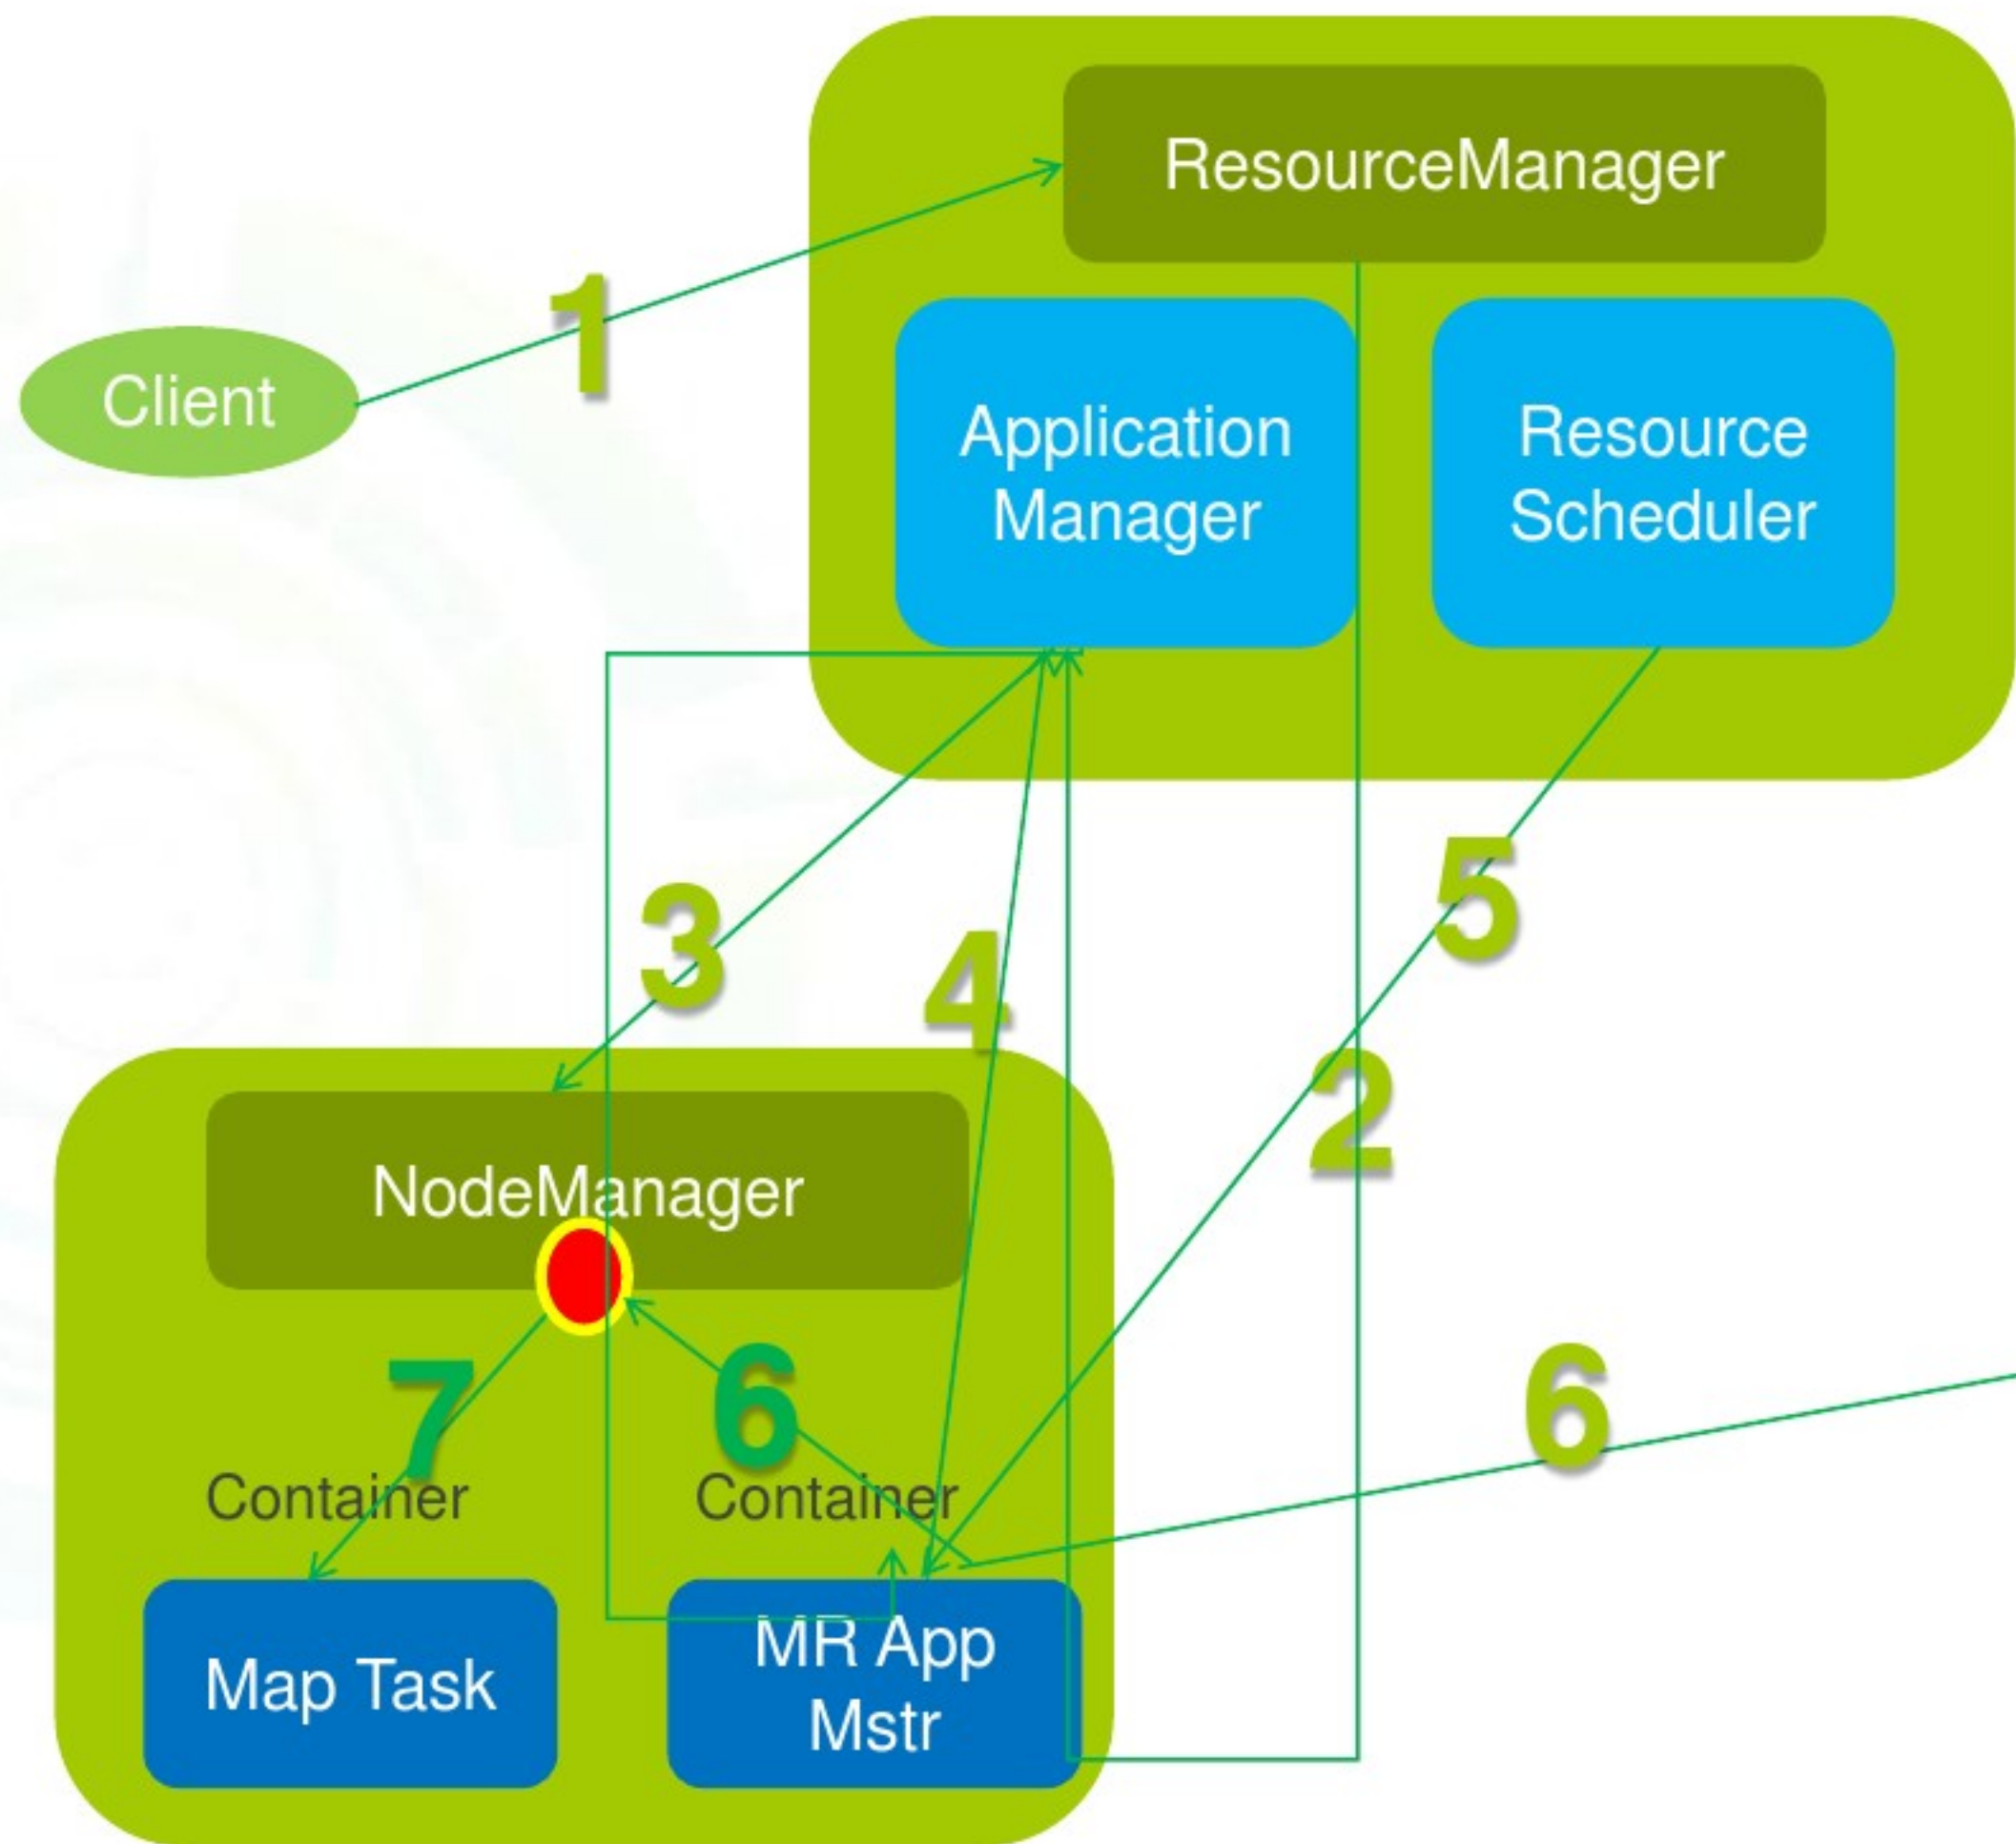 ResourceManager
1
Client
Application
Manager
Resource
Scheduler
3
4
5
2
NodeManager
7
6
6
Container
Container
Map Task
MR App
Mstr